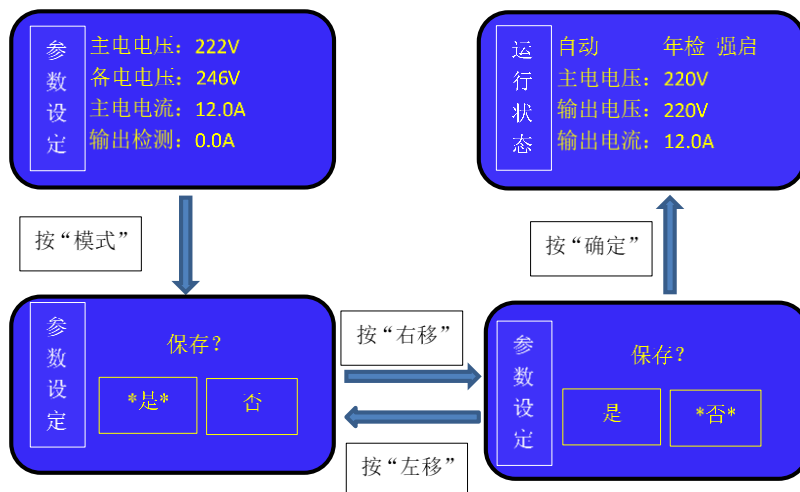 参数设定
主电电压：222V
备电电压：246V
主电电流：12.0A
输出检测：0.0A
运行状态
自动 年检 强启
主电电压：220V
输出电压：220V
输出电流：12.0A
按“模式”
按“确定”
参数设定
保存？
*是* 否
按“右移”
按“左移”
参数设定
保存？
是 *否*